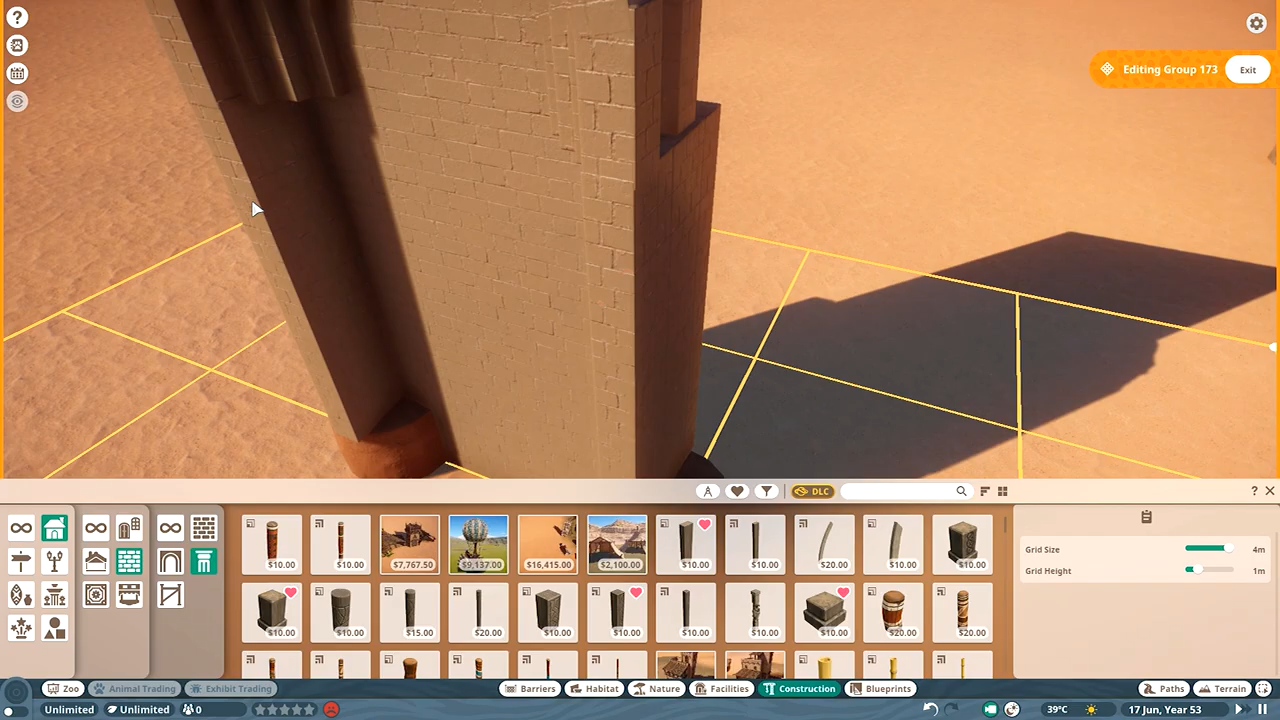 ?
Editing Group 173 Exit
DLC
? ×
$10.00 $10.00 $7,767.50 $9,137.00 $16,415.00 $2,100.00 $10.00 $10.00 $20.00 $10.00 $10.00
Grid Size 4m
Grid Height 1m
$10.00 $10.00 $15.00 $20.00 $10.00 $10.00 $10.00 $10.00 $10.00 $20.00 $20.00
Zoo Animal Trading Exhibit Trading Barriers Habitat Nature Facilities Construction Blueprints Paths Terrain
Unlimited Unlimited 0 39°C 17 Jun, Year 53